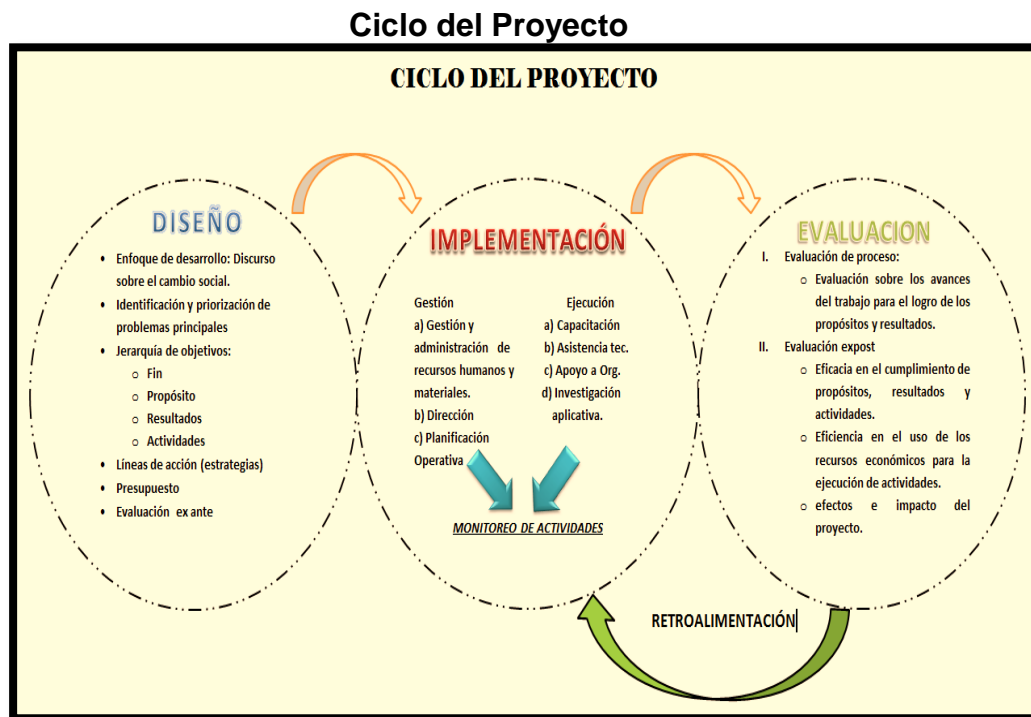 Ciclo del Proyecto
CICLO DEL PROYECTO
DISEÑO
• Enfoque de desarrollo: Discurso
sobre el cambio social.
• Identificación y priorización de
problemas principales
• Jerarquía de objetivos:
o Fin
o Propósito
o Resultados
o Actividades
• Líneas de acción (estrategias)
• Presupuesto
• Evaluación ex ante
IMPLEMENTACIÓN
Gestión
a) Gestión y
administración de
recursos humanos y
materiales.
b) Dirección
c) Planificación
Operativa
Ejecución
a) Capacitación
b) Asistencia tec.
c) Apoyo a Org.
d) Investigación
aplicativa.
MONITOREO DE ACTIVIDADES
EVALUACION
I. Evaluación de proceso:
o Evaluación sobre los avances
del trabajo para el logro de los
propósitos y resultados.
II. Evaluación expost
o Eficacia en el cumplimiento de
propósitos, resultados y
actividades.
o Eficiencia en el uso de los
recursos económicos para la
ejecución de actividades.
o efectos e impacto del
proyecto.
RETROALIMENTACIÓN